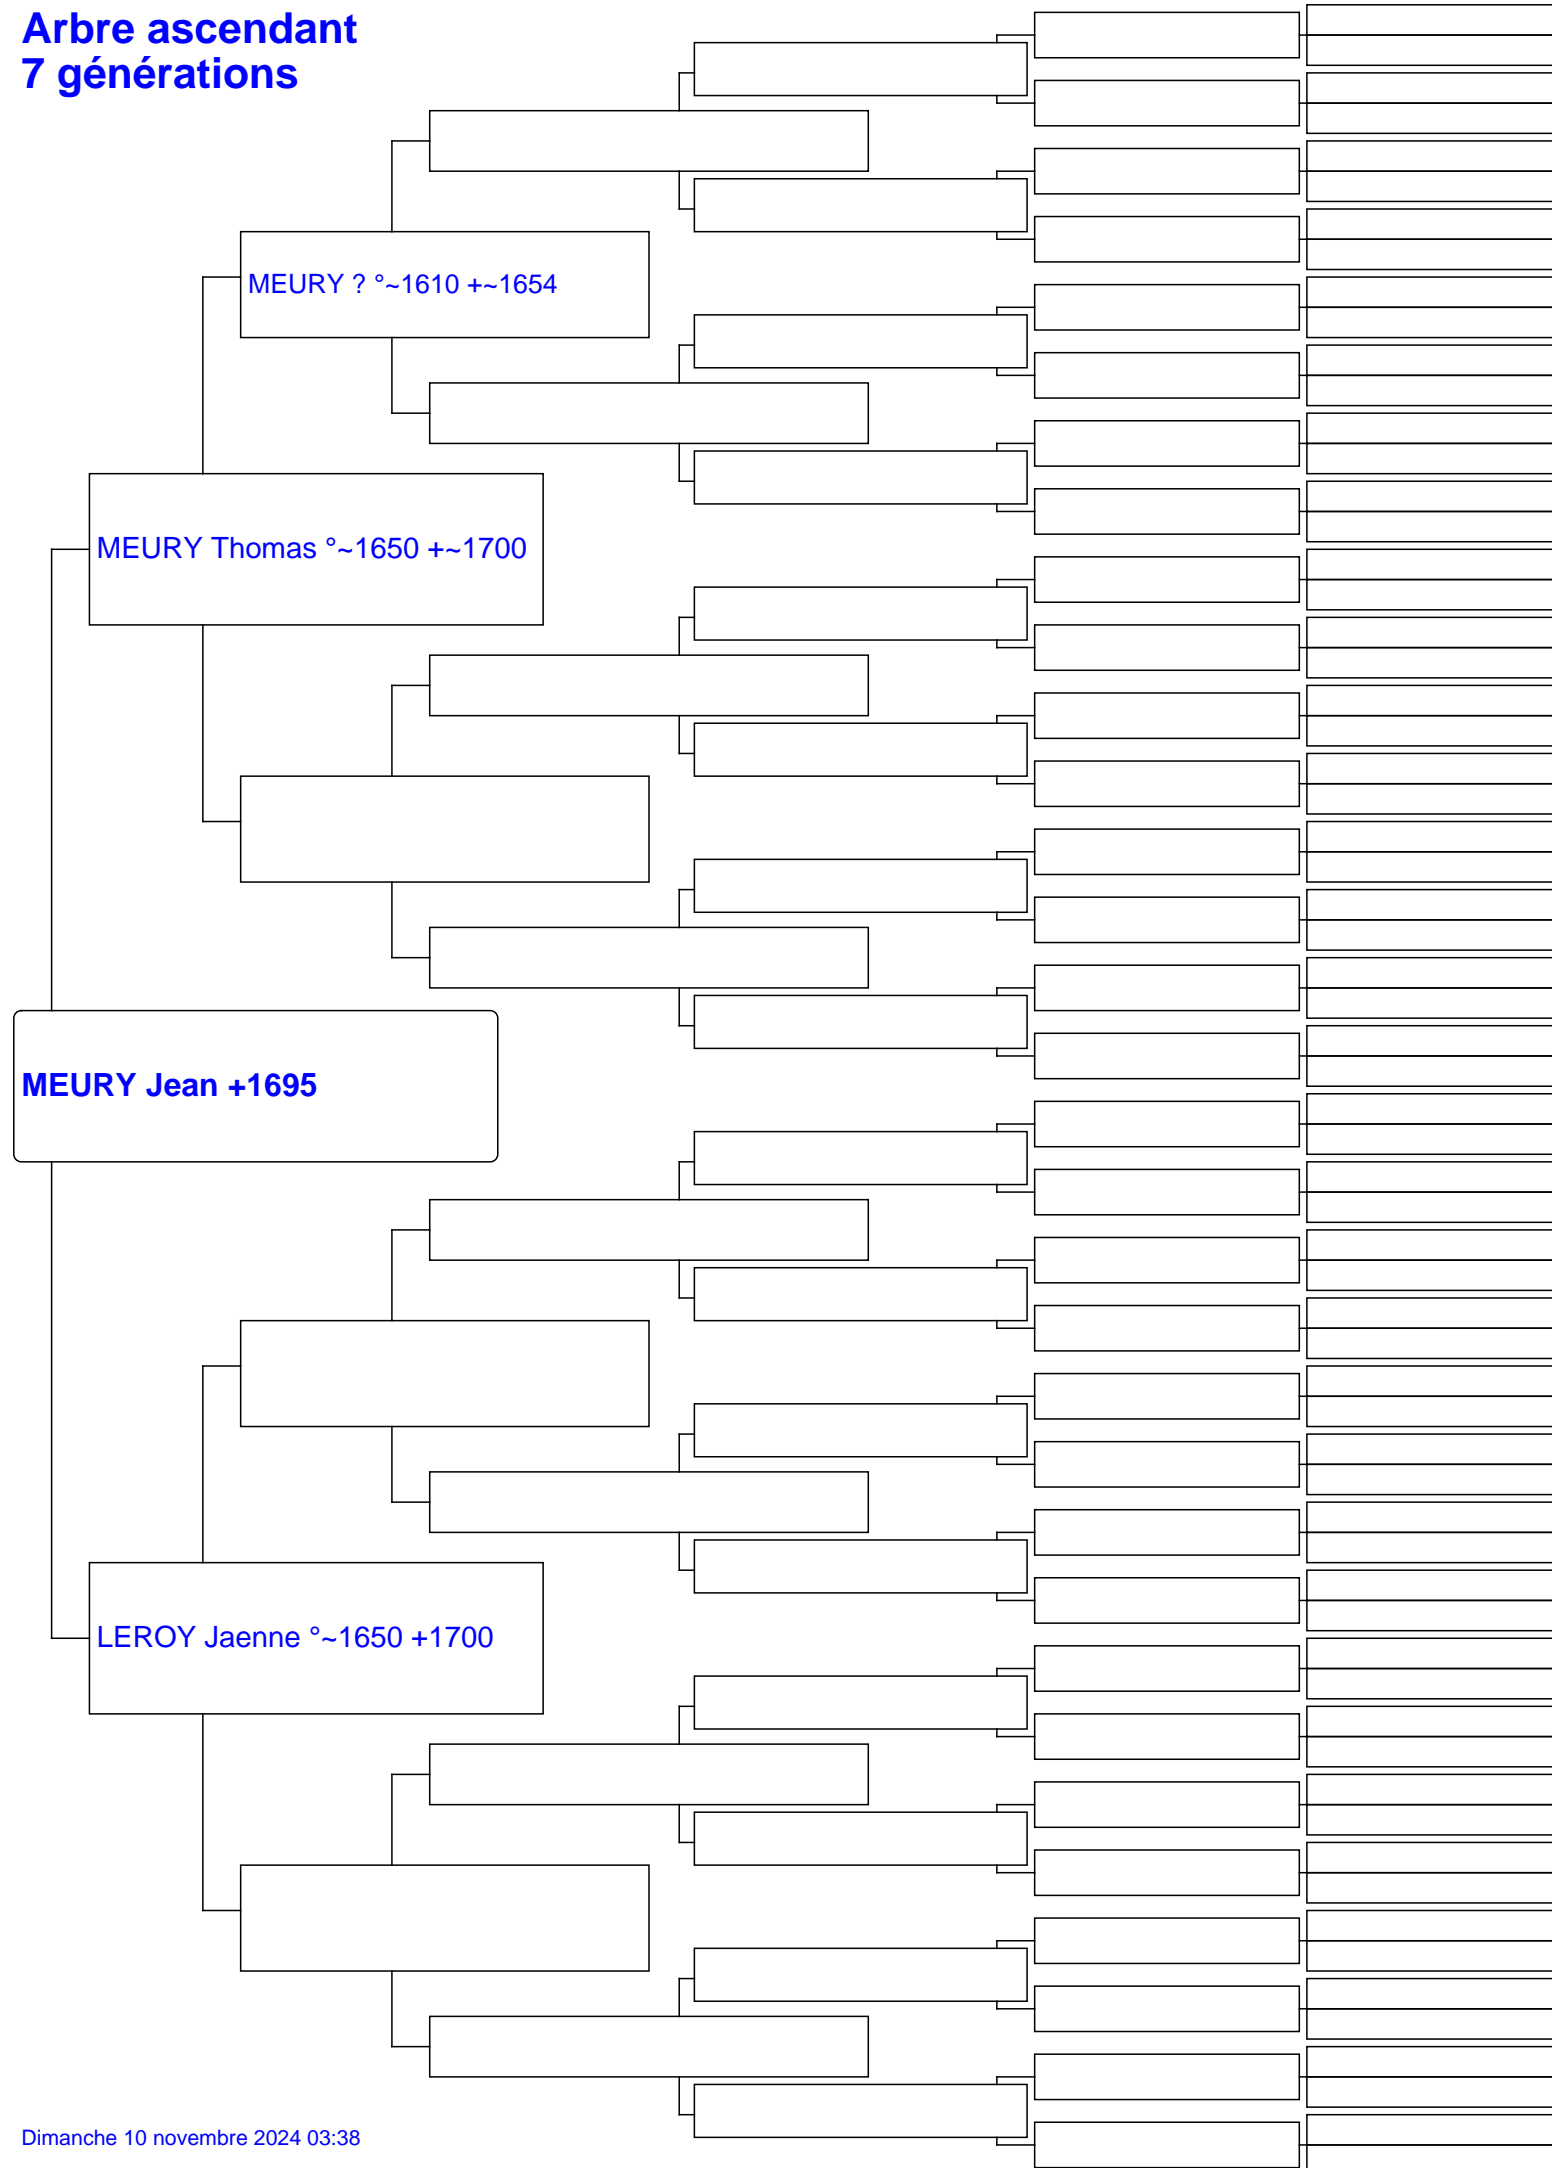 Arbre ascendant
7 générations
MEURY ? °~1610 +~1654
MEURY Thomas °~1650 +~1700
MEURY Jean +1695
LEROY Jaenne °~1650 +1700
Dimanche 10 novembre 2024 03:38